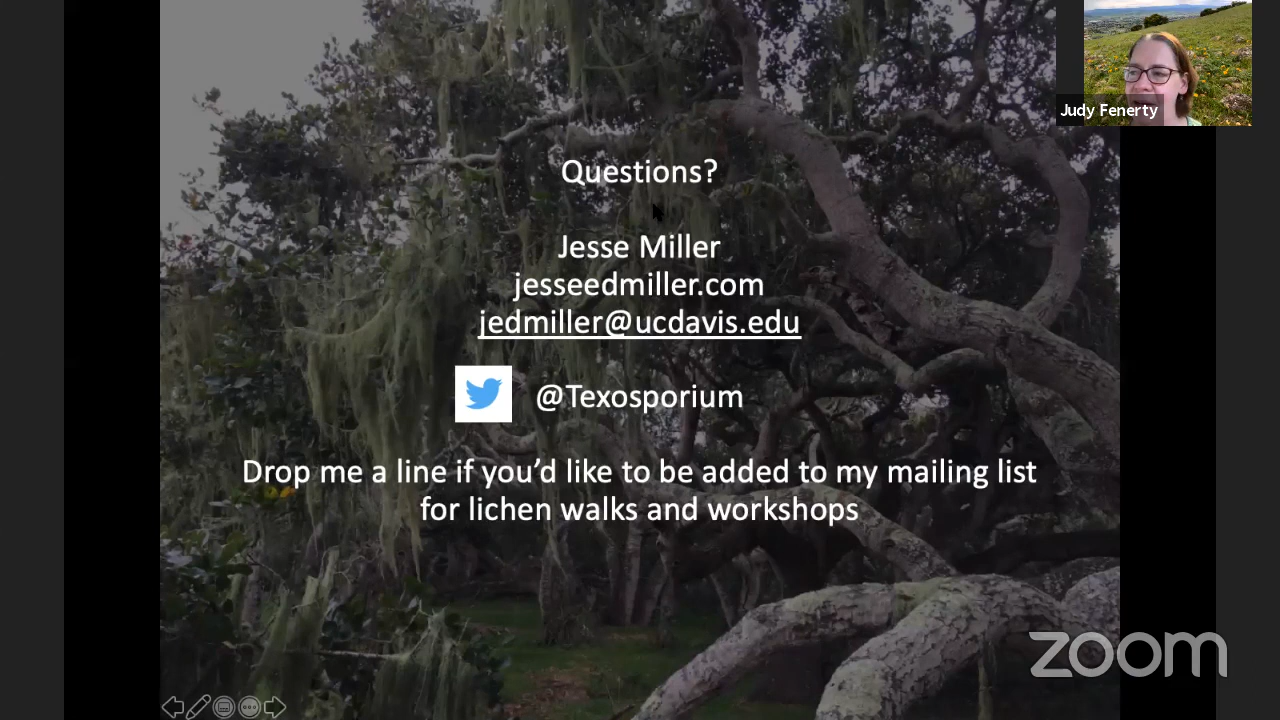 Judy Fenerty
Questions?
Jesse Miller
jesseedmiller.com
jedmiller@ucdavis.edu
@Texosporium
Drop me a line if you’d like to be added to my mailing list
for lichen walks and workshops
zoom